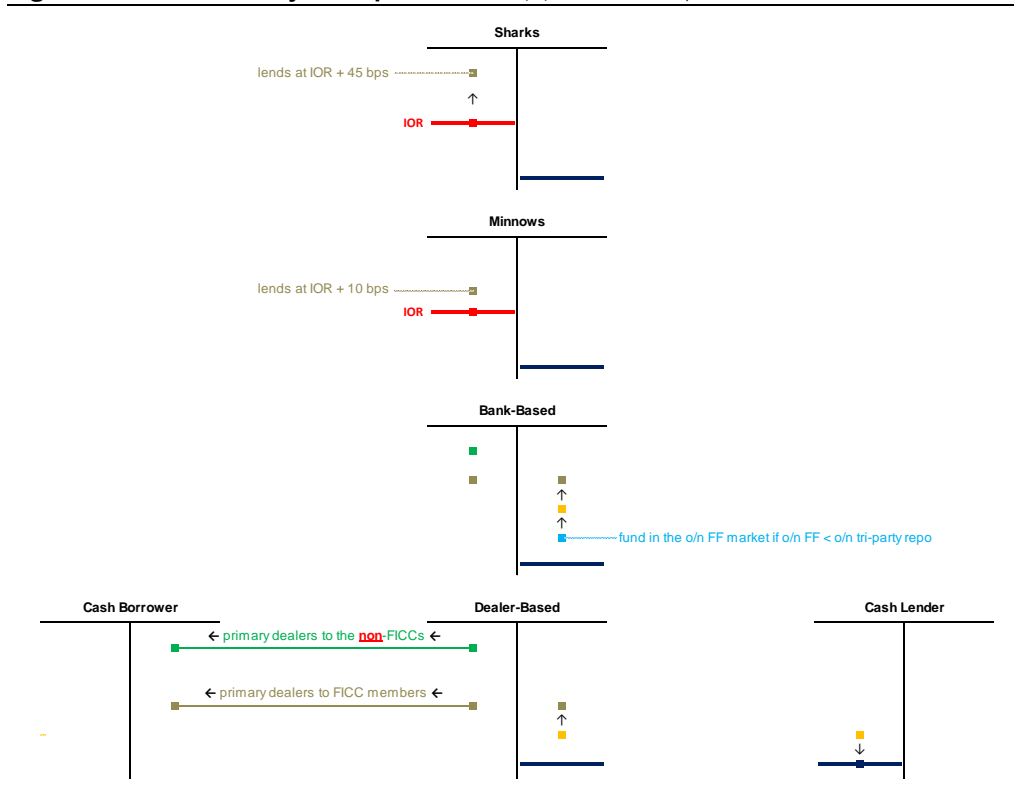 Sharks
lends at IOR + 45 bps
↑
IOR
Minnows
lends at IOR + 10 bps
IOR
Bank-Based
↑
↑
fund in the o/n FF market if o/n FF < o/n tri-party repo
Cash Borrower Dealer-Based Cash Lender
← primary dealers to the non-FICCs ←
← primary dealers to FICC members ←
↑
↓